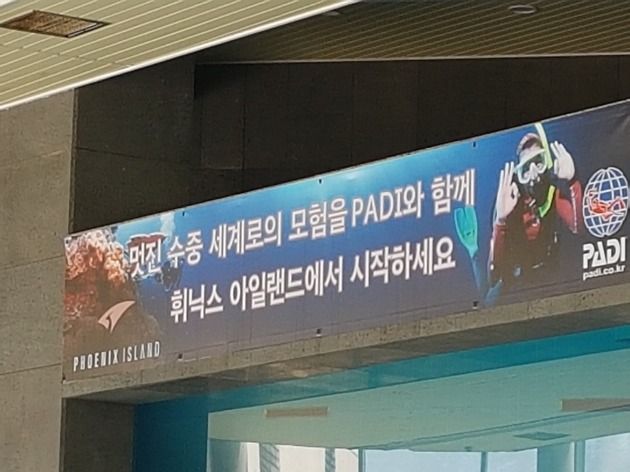 멋진 수중 세계로의 모험을 PADI와 함께
휘닉스 아일랜드에서 시작하세요
PHOENIX ISLAND
PADI
padi.co.kr